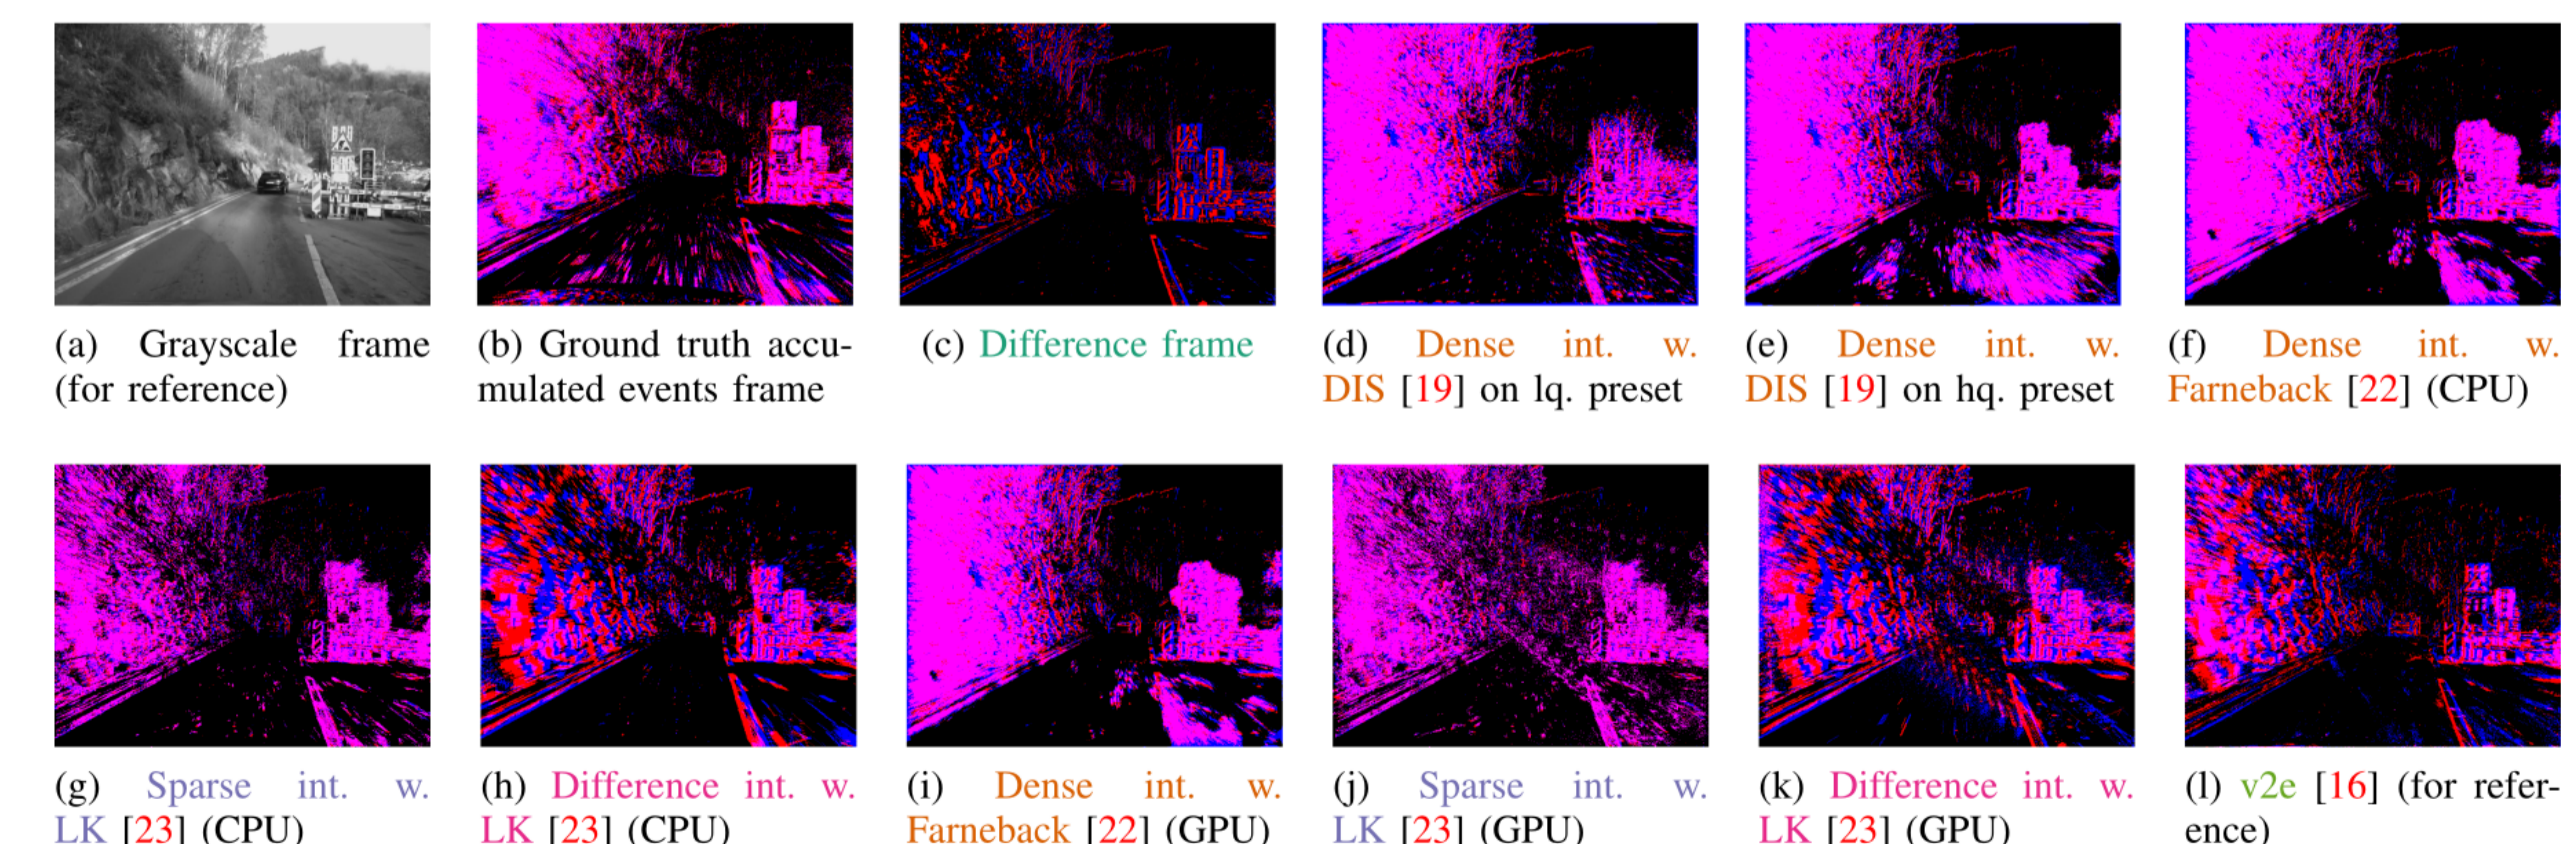 (a) Grayscale frame
(for reference)
(b) Ground truth accu-
mulated events frame
(c) Difference frame
(d) Dense int. w.
DIS [19] on lq. preset
(e) Dense int. w.
DIS [19] on hq. preset
(f) Dense int. w.
Farneback [22] (CPU)
(g) Sparse int. w.
LK [23] (CPU)
(h) Difference int. w.
LK [23] (CPU)
(i) Dense int. w.
Farneback [22] (GPU)
(j) Sparse int. w.
LK [23] (GPU)
(k) Difference int. w.
LK [23] (GPU)
(l) v2e [16] (for refer-
ence)